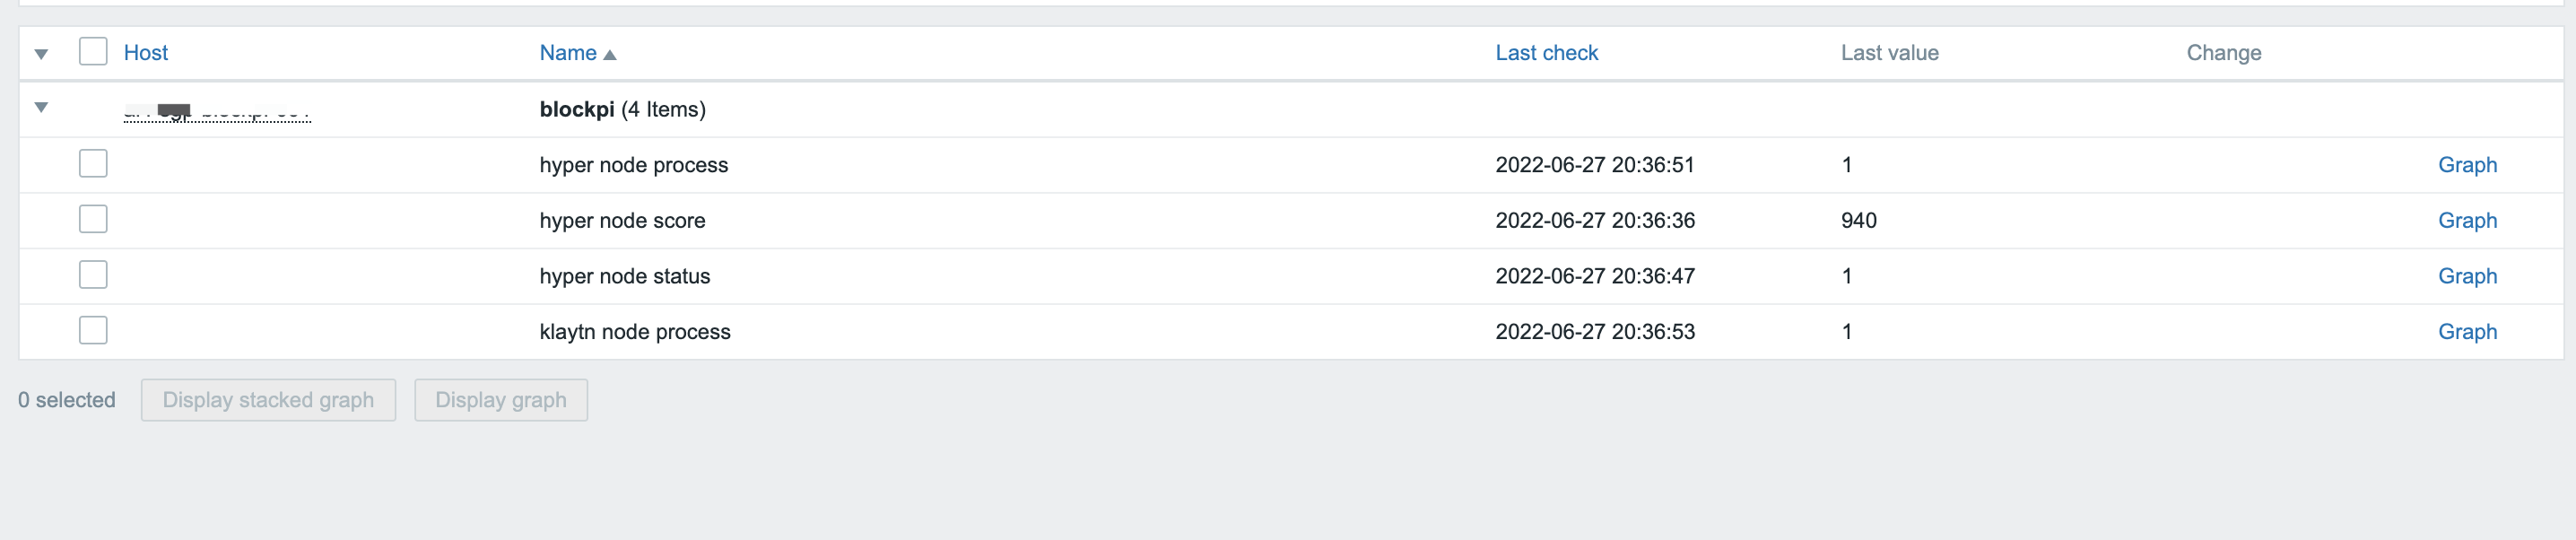 Host Name Last check Last value Change
blockpi (4 Items)
hyper node process 2022-06-27 20:36:51 1 Graph
hyper node score 2022-06-27 20:36:36 940 Graph
hyper node status 2022-06-27 20:36:47 1 Graph
klaytn node process 2022-06-27 20:36:53 1 Graph
0 selected Display stacked graph Display graph